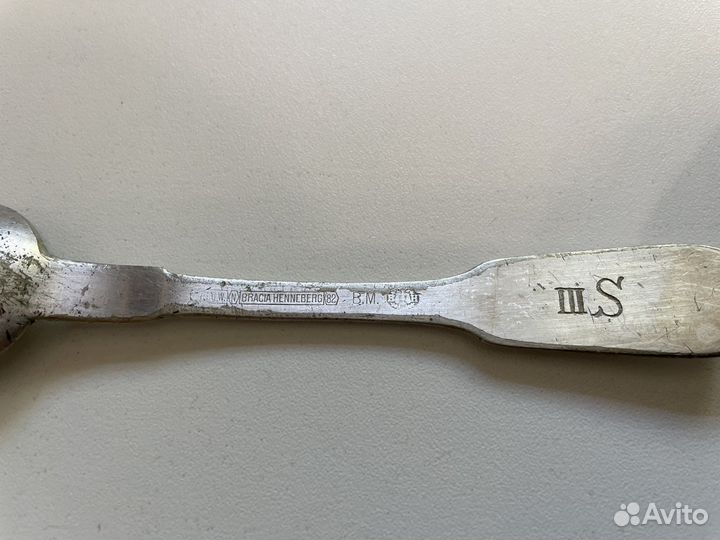 BRACIA HENNEBERG 82 B.M.
III S
Avito